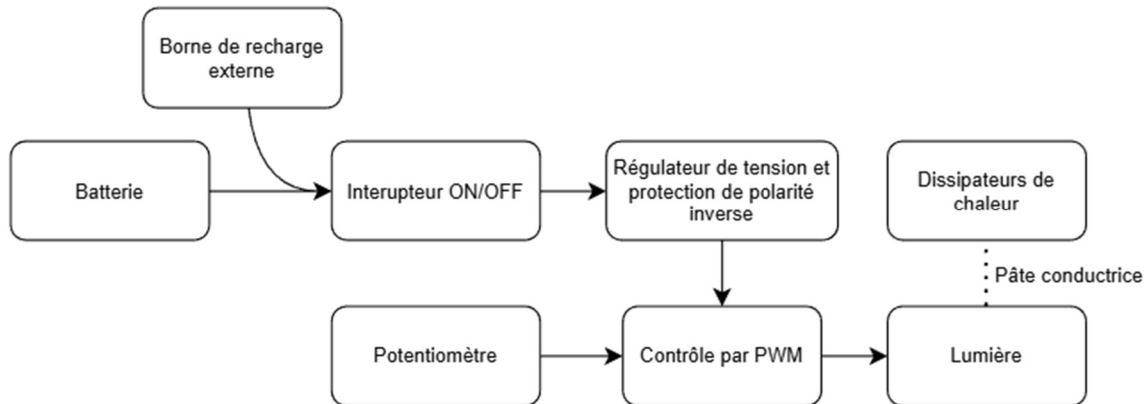 Borne de recharge
externe
Batterie
Interupteur ON/OFF
Régulateur de tension et
protection de polarité
inverse
Dissipateurs de
chaleur
Pâte conductrice
Potentiomètre
Contrôle par PWM
Lumière